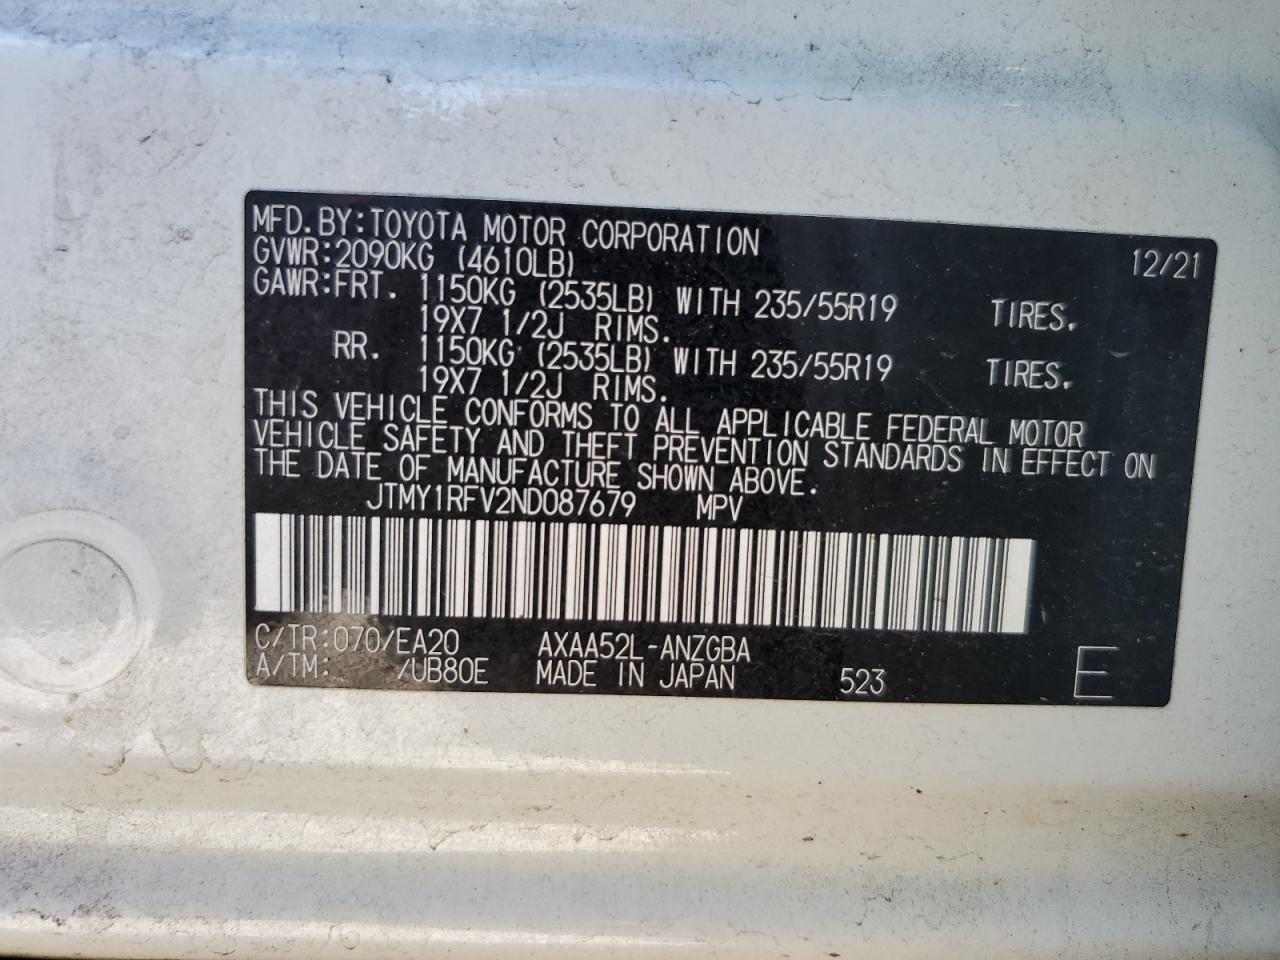 MFD.BY:TOYOTA MOTOR CORPORATION 12/21
GVWR:2090KG (4610LB)
GAWR:FRT. 1150KG (2535LB) WITH 235/55R19 TIRES.
19X7 1/2J RIMS.
RR. 1150KG (2535LB) WITH 235/55R19 TIRES.
19X7 1/2J RIMS.
THIS VEHICLE CONFORMS TO ALL APPLICABLE FEDERAL MOTOR
VEHICLE SAFETY AND THEFT PREVENTION STANDARDS IN EFFECT ON
THE DATE OF MANUFACTURE SHOWN ABOVE.
JTMY1RFV2ND087679 MPV
C/TR:070/EA20 AXAA52L-ANZGBA
A/TM: /UB80E MADE IN JAPAN 523 E